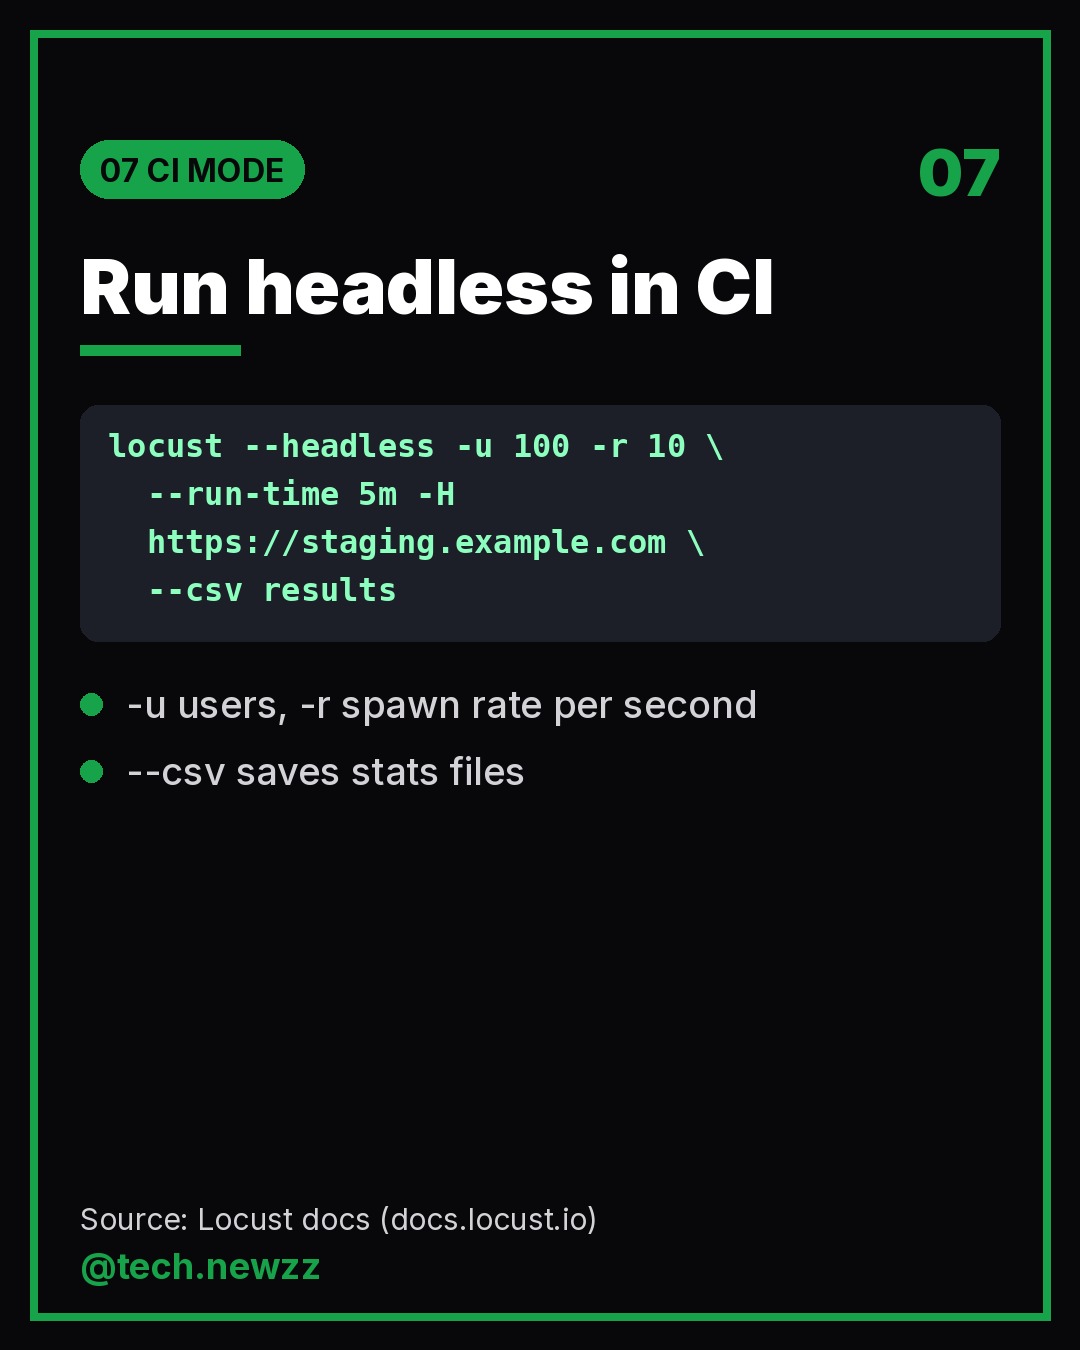 07 CI MODE
07
Run headless in CI
locust --headless -u 100 -r 10 \
  --run-time 5m -H
  https://staging.example.com \
  --csv results
-u users, -r spawn rate per second
--csv saves stats files
Source: Locust docs (docs.locust.io)
@tech.newzz